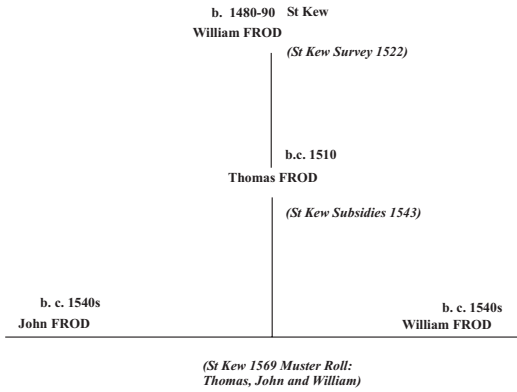 b. 1480-90 St Kew
William FROD
(St Kew Survey 1522)
b.c. 1510
Thomas FROD
(St Kew Subsidies 1543)
b. c. 1540s
John FROD
b. c. 1540s
William FROD
(St Kew 1569 Muster Roll:
Thomas, John and William)